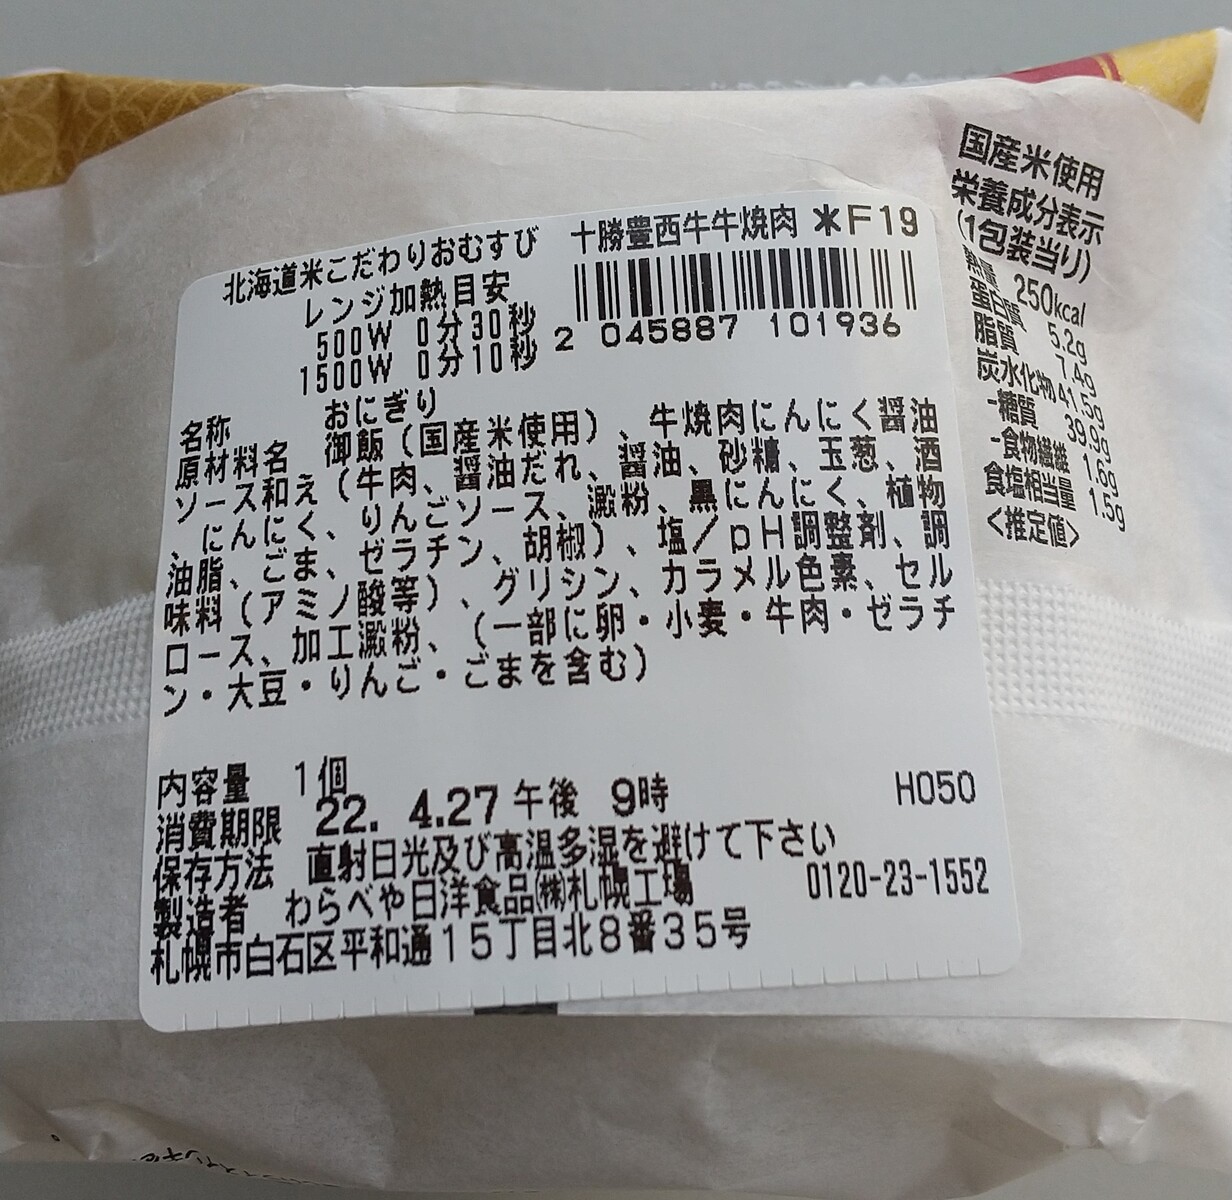 北海道米こだわりおむすび 十勝豊西牛牛焼肉 ＊F19
レンジ加熱目安
500W 0分30秒
1500W 0分10秒
2 045887 101936
名称 おにぎり
原材料名 御飯（国産米使用）、牛焼肉にんにく醤油
ソース和え（牛肉、醤油だれ、醤油、砂糖、玉葱、酒
、にんにく、りんごソース、澱粉、黒にんにく、植物
油脂、ごま、ゼラチン、胡椒）、塩／pH調整剤、調
味料（アミノ酸等）、グリシン、カラメル色素、セル
ロース、加工澱粉、（一部に卵・小麦・牛肉・ゼラチ
ン・大豆・りんご・ごまを含む）
内容量 1個
消費期限 22. 4.27 午後 9時 H050
保存方法 直射日光及び高温多湿を避けて下さい
製造者 わらべや日洋食品㈱札幌工場 0120-23-1552
札幌市白石区平和通15丁目北8番35号
国産米使用
栄養成分表示
(1包装当り)
熱量 250kcal
蛋白質 5.2g
脂質 7.4g
炭水化物 41.5g
-糖質 39.9g
-食物繊維 1.6g
食塩相当量 1.5g
<推定値>